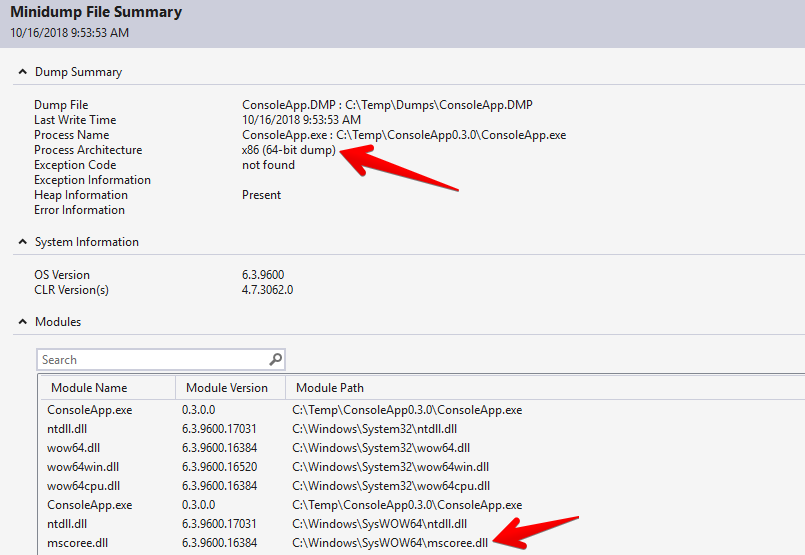 Minidump File Summary
10/16/2018 9:53:53 AM
Dump Summary
Dump File ConsoleApp.DMP : C:\Temp\Dumps\ConsoleApp.DMP
Last Write Time 10/16/2018 9:53:53 AM
Process Name ConsoleApp.exe : C:\Temp\ConsoleApp0.3.0\ConsoleApp.exe
Process Architecture x86 (64-bit dump)
Exception Code not found
Exception Information
Heap Information Present
Error Information
System Information
OS Version 6.3.9600
CLR Version(s) 4.7.3062.0
Modules
Search
Module Name Module Version Module Path
ConsoleApp.exe 0.3.0.0 C:\Temp\ConsoleApp0.3.0\ConsoleApp.exe
ntdll.dll 6.3.9600.17031 C:\Windows\System32\ntdll.dll
wow64.dll 6.3.9600.16384 C:\Windows\System32\wow64.dll
wow64win.dll 6.3.9600.16520 C:\Windows\System32\wow64win.dll
wow64cpu.dll 6.3.9600.16384 C:\Windows\System32\wow64cpu.dll
ConsoleApp.exe 0.3.0.0 C:\Temp\ConsoleApp0.3.0\ConsoleApp.exe
ntdll.dll 6.3.9600.17031 C:\Windows\SysWOW64\ntdll.dll
mscoree.dll 6.3.9600.16384 C:\Windows\SysWOW64\mscoree.dll